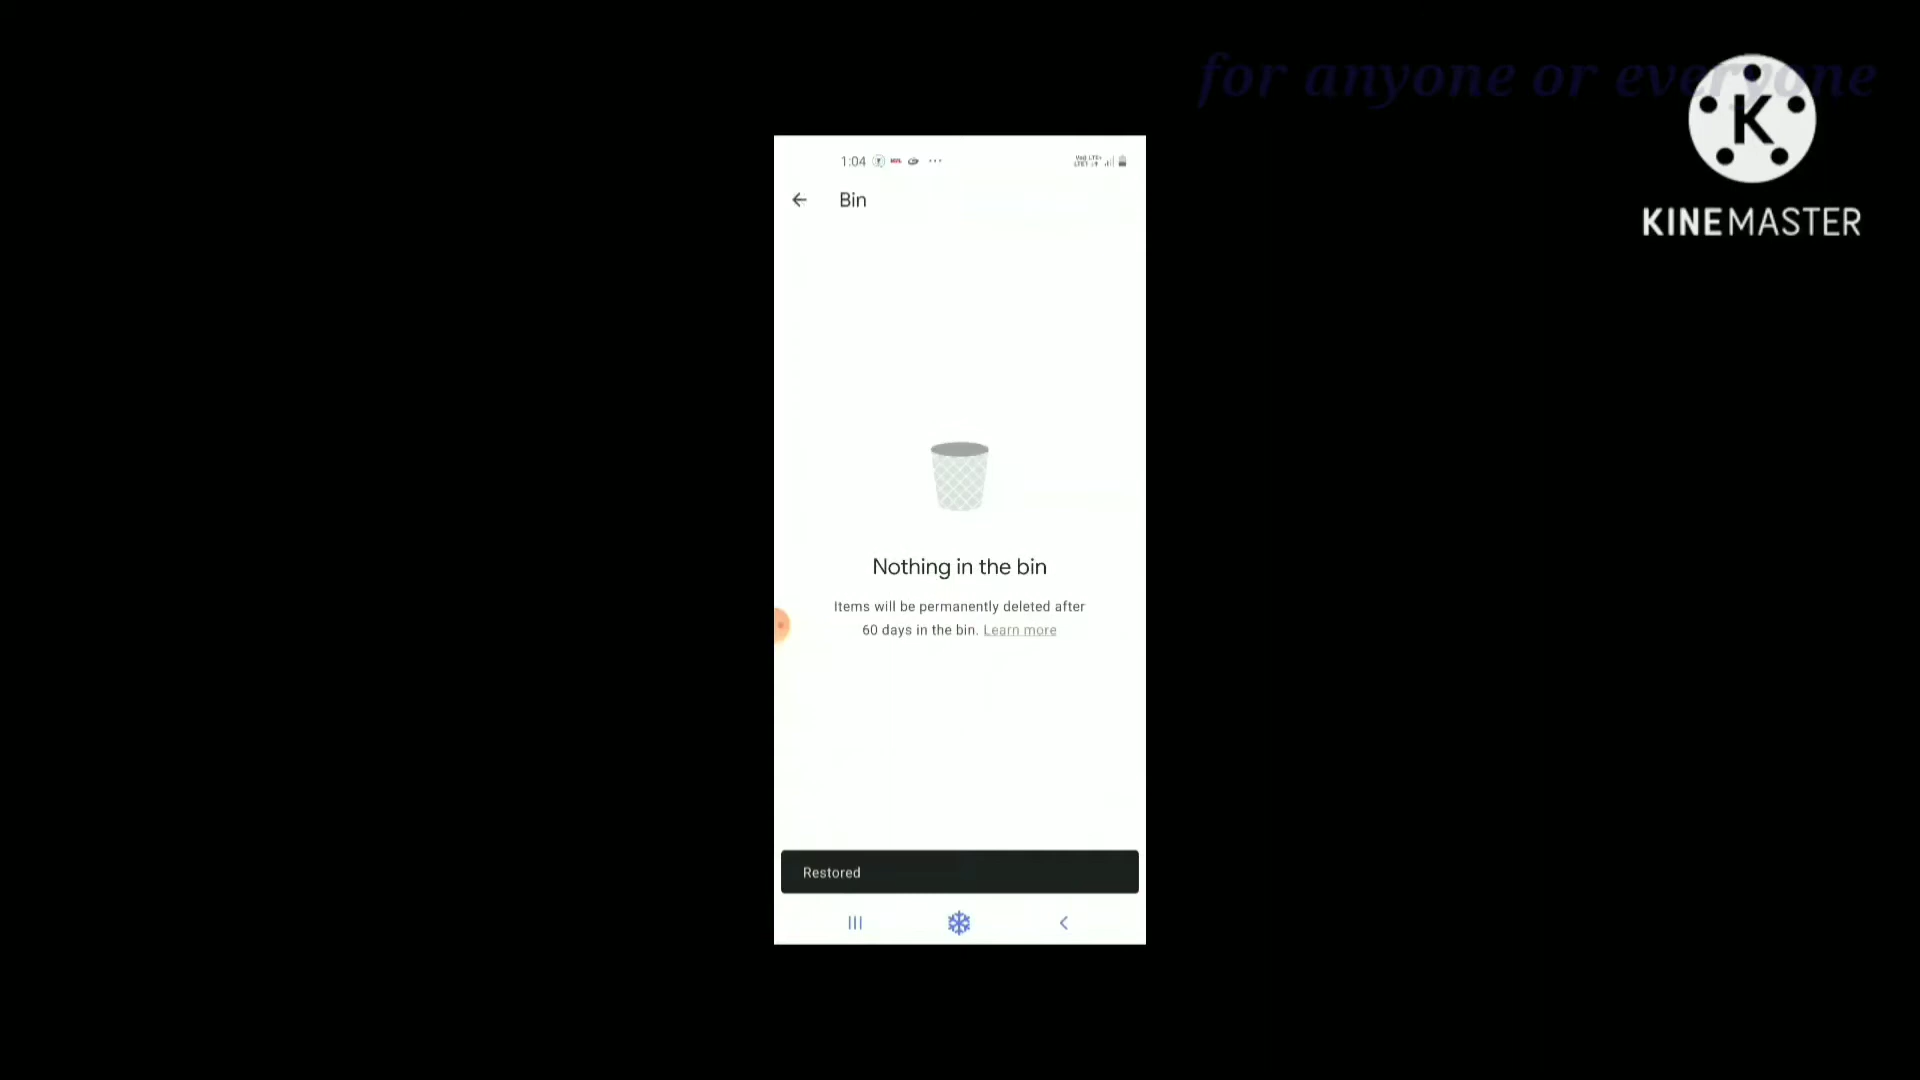 for anyone or everyone
K
KINEMASTER
1:04
Bin
Nothing in the bin
Items will be permanently deleted after
60 days in the bin. Learn more
Restored